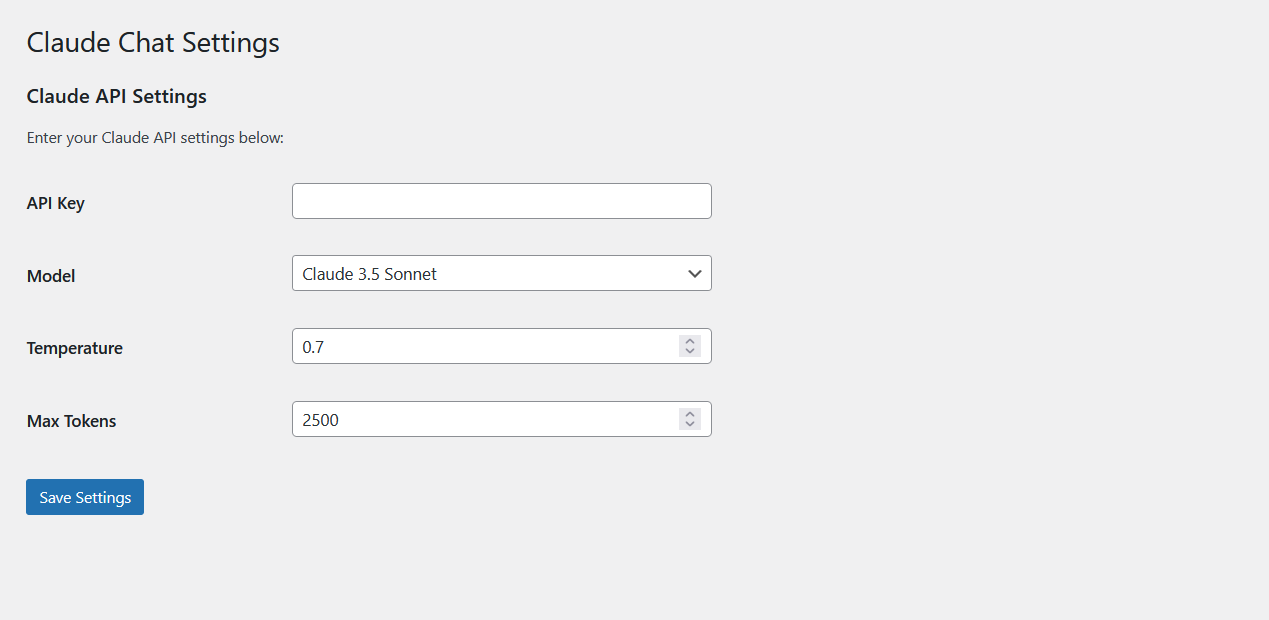 Claude Chat Settings
Claude API Settings
Enter your Claude API settings below:
API Key
Model
Claude 3.5 Sonnet
Temperature
0.7
Max Tokens
2500
Save Settings